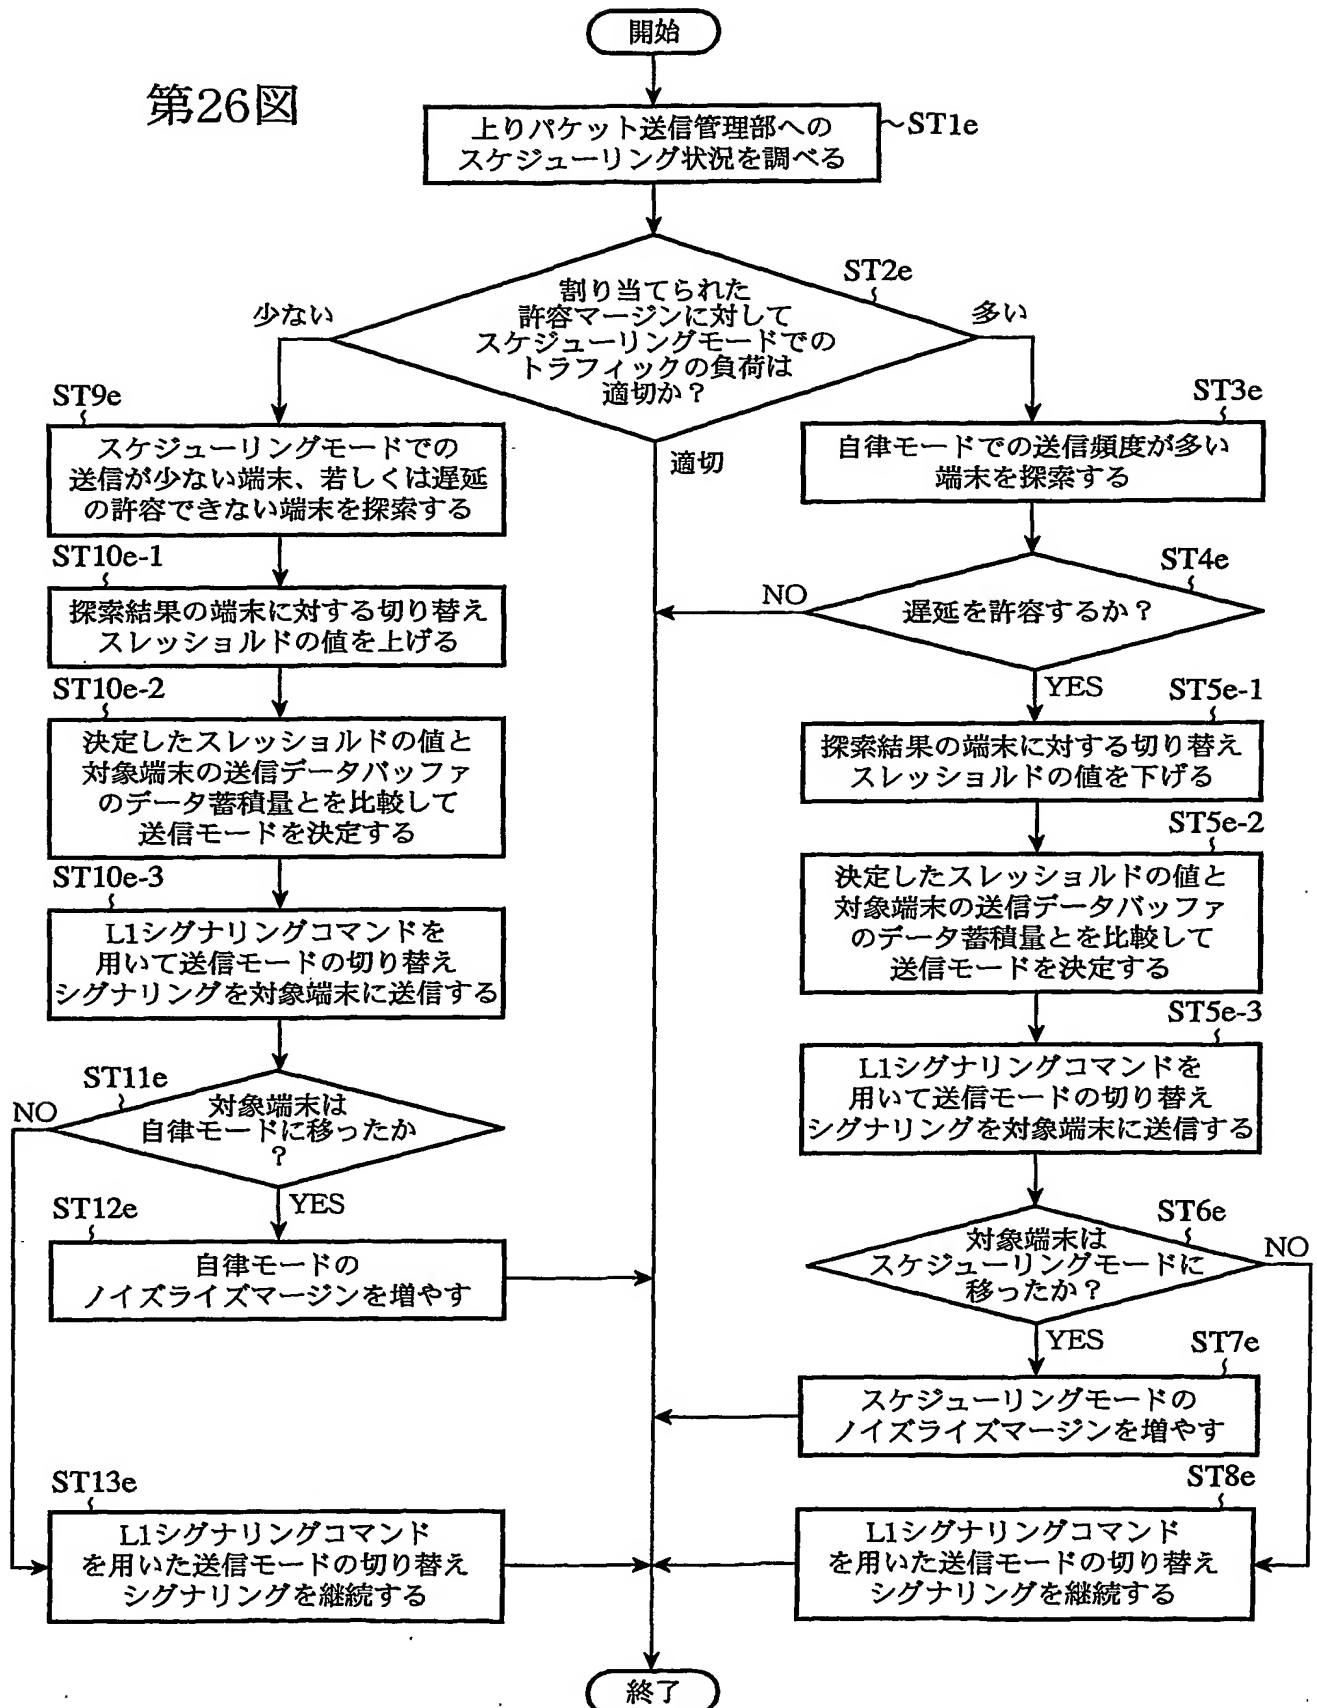 開始
第26図
上りパケット送信管理部への
スケジューリング状況を調べる
~ST1e
ST2e
割り当てられた
許容マージンに対して
スケジューリングモードでの
トラフィックの負荷は
適切か?
少ない
多い
適切
ST9e
スケジューリングモードでの
送信が少ない端末、若しくは遅延
の許容できない端末を探索する
ST10e-1
探索結果の端末に対する切り替え
スレッショルドの値を上げる
ST10e-2
決定したスレッショルドの値と
対象端末の送信データバッファ
のデータ蓄積量とを比較して
送信モードを決定する
ST10e-3
L1シグナリングコマンドを
用いて送信モードの切り替え
シグナリングを対象端末に送信する
ST11e
NO
対象端末は
自律モードに移ったか
?
YES
ST12e
自律モードの
ノイズライズマージンを増やす
ST13e
L1シグナリングコマンド
を用いた送信モードの切り替え
シグナリングを継続する
ST3e
自律モードでの送信頻度が多い
端末を探索する
ST4e
NO
遅延を許容するか?
YES
ST5e-1
探索結果の端末に対する切り替え
スレッショルドの値を下げる
ST5e-2
決定したスレッショルドの値と
対象端末の送信データバッファ
のデータ蓄積量とを比較して
送信モードを決定する
ST5e-3
L1シグナリングコマンドを
用いて送信モードの切り替え
シグナリングを対象端末に送信する
ST6e
対象端末は
スケジューリングモードに
移ったか?
NO
YES
ST7e
スケジューリングモードの
ノイズライズマージンを増やす
ST8e
L1シグナリングコマンド
を用いた送信モードの切り替え
シグナリングを継続する
終了